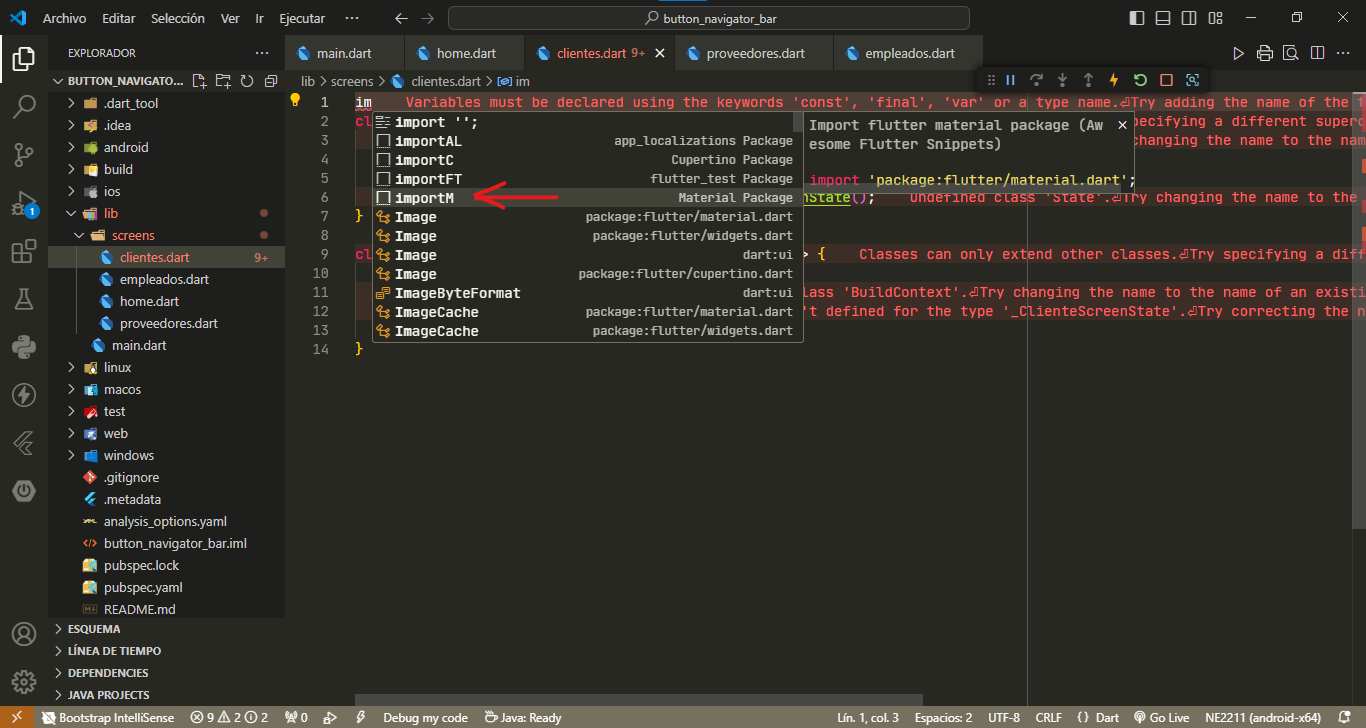 Archivo Editar Selección Ver Ir Ejecutar ··· button_navigator_bar
EXPLORADOR ···
main.dart home.dart clientes.dart 9+ proveedores.dart empleados.dart
BUTTON_NAVIGATO...
lib > screens > clientes.dart > im
.dart_tool
.idea
android
build
ios
lib
screens
clientes.dart 9+
empleados.dart
home.dart
proveedores.dart
main.dart
linux
macos
test
web
windows
.gitignore
.metadata
analysis_options.yaml
button_navigator_bar.iml
pubspec.lock
pubspec.yaml
README.md
ESQUEMA
LÍNEA DE TIEMPO
DEPENDENCIES
JAVA PROJECTS
1
1 im Variables must be declared using the keywords 'const', 'final', 'var' or a type name.⏎Try adding the name of the
2 cl
3
4
5
6
7 }
8
9 cl
10
11
12
13
14 }
import '';
importAL app_localizations Package
importC Cupertino Package
importFT flutter_test Package
importM Material Package
Image package:flutter/material.dart
Image package:flutter/widgets.dart
Image dart:ui
Image package:flutter/cupertino.dart
ImageByteFormat dart:ui
ImageCache package:flutter/material.dart
ImageCache package:flutter/widgets.dart
Import flutter material package (Aw
esome Flutter Snippets)
import 'package:flutter/material.dart';
pecifying a different super
changing the name to the nam
nState(); Undefined class 'State'.⏎Try changing the name to the
> { Classes can only extend other classes.⏎Try specifying a dif
lass 'BuildContext'.⏎Try changing the name to the name of an exist
't defined for the type '_ClienteScreenState'.⏎Try correcting the n
Bootstrap IntelliSense 9 2 2 0 Debug my code Java: Ready Lín. 1, col. 3 Espacios: 2 UTF-8 CRLF {} Dart Go Live NE2211 (android-x64)